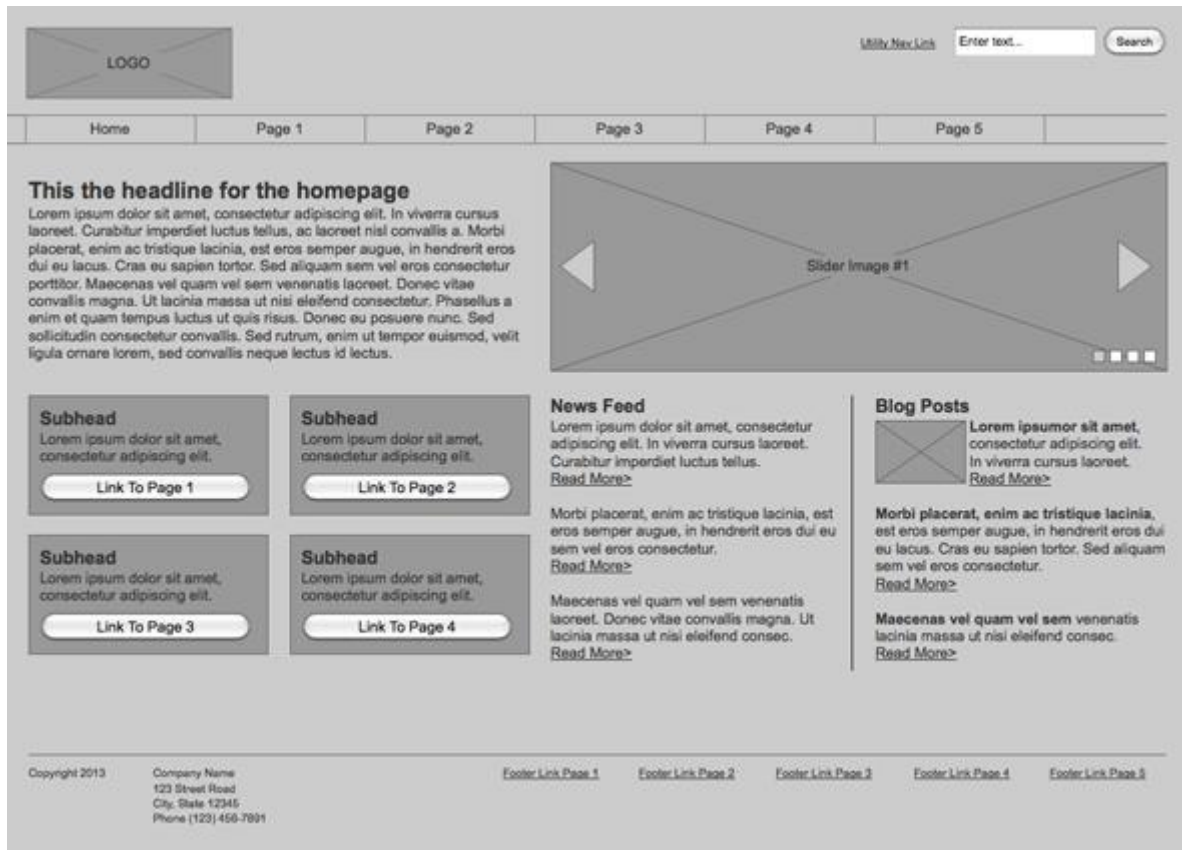 LOGO
Utility Nav Link
Enter text...
Search
Home
Page 1
Page 2
Page 3
Page 4
Page 5
This the headline for the homepage
Lorem ipsum dolor sit amet, consectetur adipiscing elit. In viverra cursus
laoreet. Curabitur imperdiet luctus tellus, ac laoreet nisl convallis a. Morbi
placerat, enim ac tristique lacinia, est eros semper augue, in hendrerit eros
dui eu lacus. Cras eu sapien tortor. Sed aliquam sem vel eros consectetur
porttitor. Maecenas vel quam vel sem venenatis laoreet. Donec vitae
convallis magna. Ut lacinia massa ut nisi eleifend consectetur. Phasellus a
enim et quam tempus luctus ut quis risus. Donec eu posuere nunc. Sed
sollicitudin consectetur convallis. Sed rutrum, enim ut tempor euismod, velit
ligula ornare lorem, sed convallis neque lectus id lectus.
Slider Image #1
Subhead
Lorem ipsum dolor sit amet,
consectetur adipiscing elit.
Link To Page 1
Subhead
Lorem ipsum dolor sit amet,
consectetur adipiscing elit.
Link To Page 2
Subhead
Lorem ipsum dolor sit amet,
consectetur adipiscing elit.
Link To Page 3
Subhead
Lorem ipsum dolor sit amet,
consectetur adipiscing elit.
Link To Page 4
News Feed
Lorem ipsum dolor sit amet, consectetur
adipiscing elit. In viverra cursus laoreet.
Curabitur imperdiet luctus tellus.
Read More>
Morbi placerat, enim ac tristique lacinia, est
eros semper augue, in hendrerit eros dui eu
sem vel eros consectetur.
Read More>
Maecenas vel quam vel sem venenatis
laoreet. Donec vitae convallis magna. Ut
lacinia massa ut nisi eleifend consec.
Read More>
Blog Posts
Lorem ipsumor sit amet,
consectetur adipiscing elit.
In viverra cursus laoreet.
Read More>
Morbi placerat, enim ac tristique lacinia,
est eros semper augue, in hendrerit eros dui
eu lacus. Cras eu sapien tortor. Sed aliquam
sem vel eros consectetur.
Read More>
Maecenas vel quam vel sem venenatis
lacinia massa ut nisi eleifend consec.
Read More>
Copyright 2013
Company Name
123 Street Road
City, State 12345
Phone (123) 456-7891
Footer Link Page 1
Footer Link Page 2
Footer Link Page 3
Footer Link Page 4
Footer Link Page 5